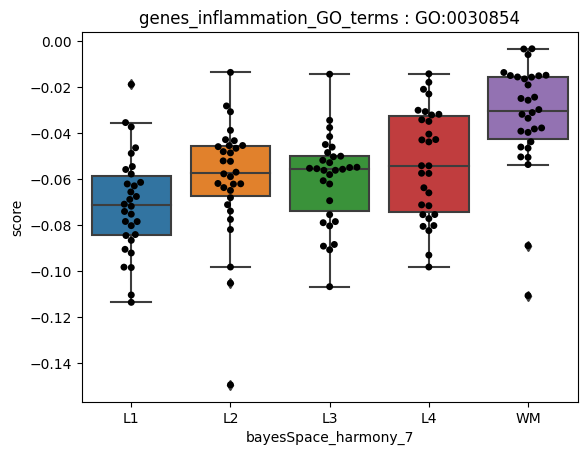 genes_inflammation_GO_terms : GO:0030854
0.00
−0.02
−0.04
−0.06
−0.08
−0.10
−0.12
−0.14
score
L1 L2 L3 L4 WM
bayesSpace_harmony_7